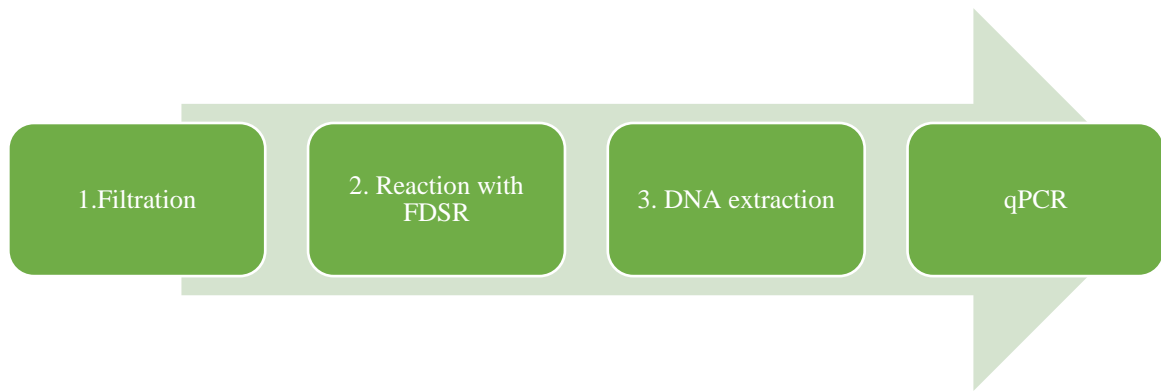 1.Filtration
2. Reaction with
FDSR
3. DNA extraction
qPCR